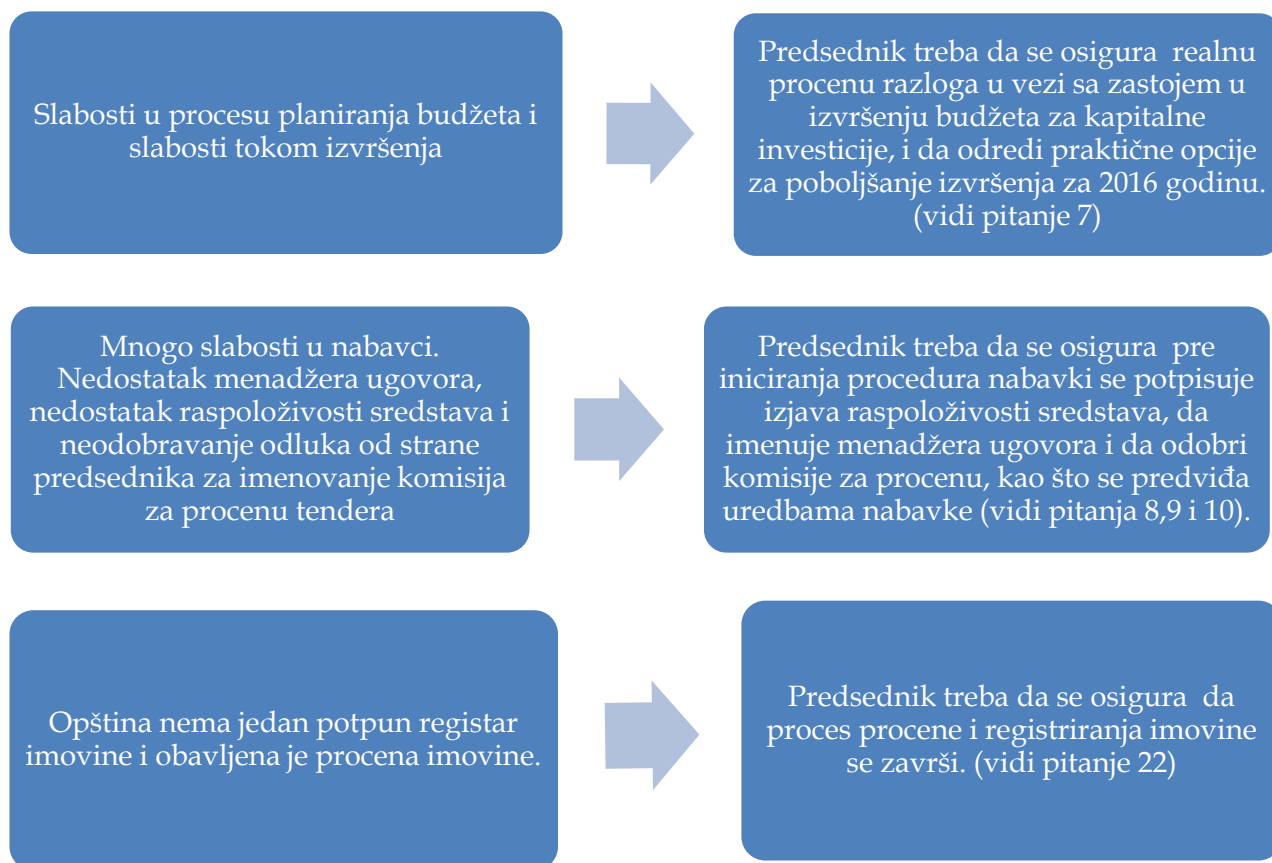 Slabosti u procesu planiranja budžeta i
slabosti tokom izvršenja
Predsednik treba da se osigura  realnu
procenu razloga u vezi sa zastojem u
izvršenju budžeta za kapitalne
investicije, i da odredi praktične opcije
za poboljšanje izvršenja za 2016 godinu.
(vidi pitanje 7)
Mnogo slabosti u nabavci.
Nedostatak menadžera ugovora,
nedostatak raspoloživosti sredstava i
neodobravanje odluka od strane
predsednika za imenovanje komisija
za procenu tendera
Predsednik treba da se osigura  pre
iniciranja procedura nabavki se potpisuje
izjava raspoloživosti sredstava, da
imenuje menadžera ugovora i da odobri
komisije za procenu, kao što se predviđa
uredbama nabavke (vidi pitanja 8,9 i 10).
Opština nema jedan potpun registar
imovine i obavljena je procena imovine.
Predsednik treba da se osigura  da
proces procene i registriranja imovine
se završi. (vidi pitanje 22)